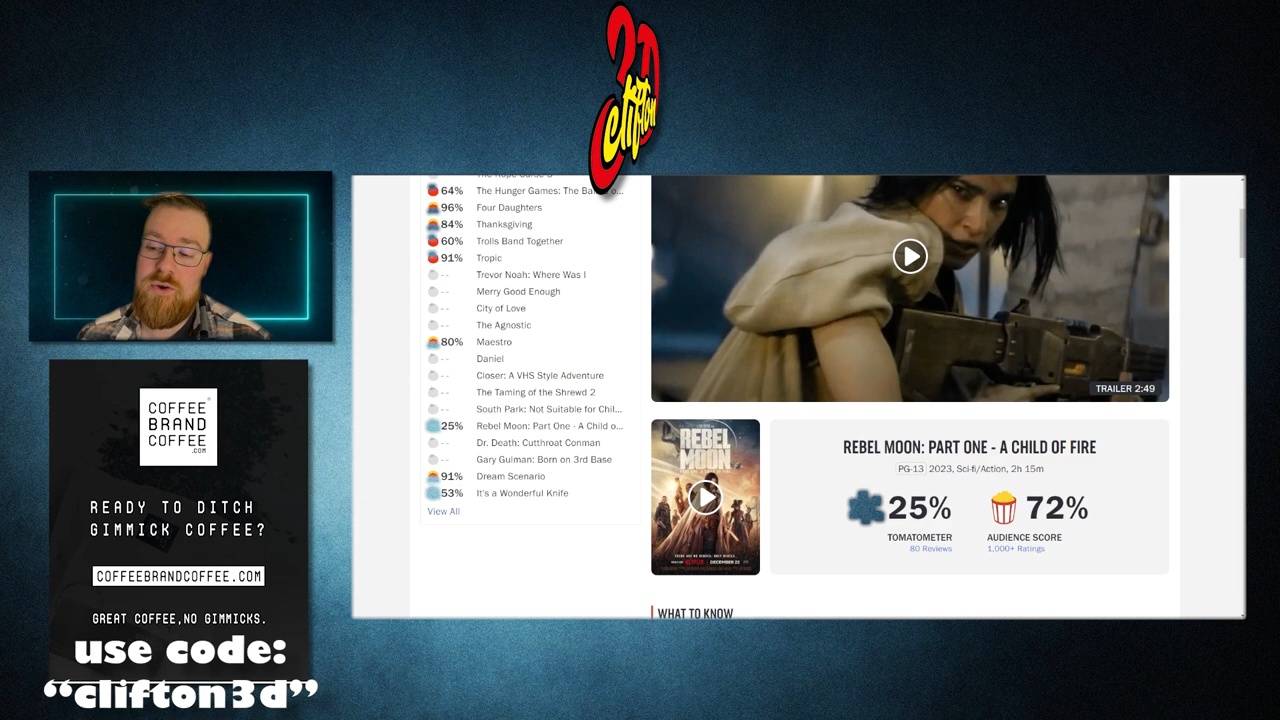 3D
clifton
64% The Hunger Games: The Ba... o...
96% Four Daughters
84% Thanksgiving
60% Trolls Band Together
91% Tropic
- - Trevor Noah: Where Was I
- - Merry Good Enough
- - City of Love
- - The Agnostic
80% Maestro
- - Daniel
- - Closer: A VHS Style Adventure
- - The Taming of the Shrewd 2
- - South Park: Not Suitable for Chil...
25% Rebel Moon: Part One - A Child o...
- - Dr. Death: Cutthroat Conman
- - Gary Gulman: Born on 3rd Base
91% Dream Scenario
53% It's a Wonderful Knife
View All
TRAILER 2:49
REBEL
MOON
NETFLIX DECEMBER 22
REBEL MOON: PART ONE - A CHILD OF FIRE
PG-13 2023, Sci-fi/Action, 2h 15m
25% 72%
TOMATOMETER AUDIENCE SCORE
80 Reviews 1,000+ Ratings
WHAT TO KNOW
COFFEE
BRAND
COFFEE
.COM
READY TO DITCH
GIMMICK COFFEE?
COFFEEBRANDCOFFEE.COM
GREAT COFFEE,NO GIMMICKS.
use code:
“clifton3d”